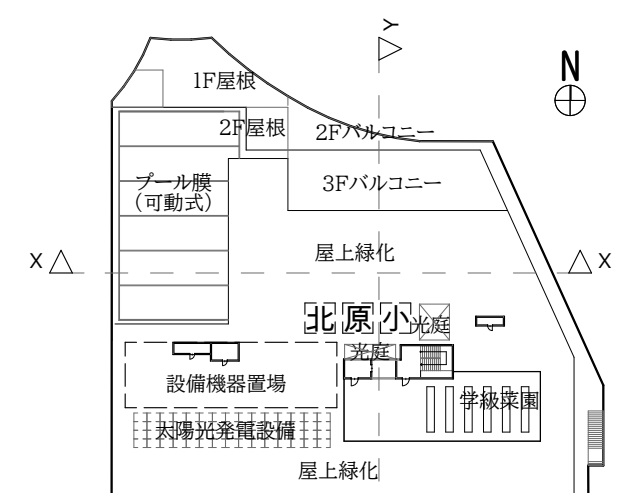 Y
N
1F屋根
2F屋根
2Fバルコニー
プール膜
(可動式)
3Fバルコニー
屋上緑化
X
X
北原小
光庭
光庭
設備機器置場
学級菜園
太陽光発電設備
屋上緑化